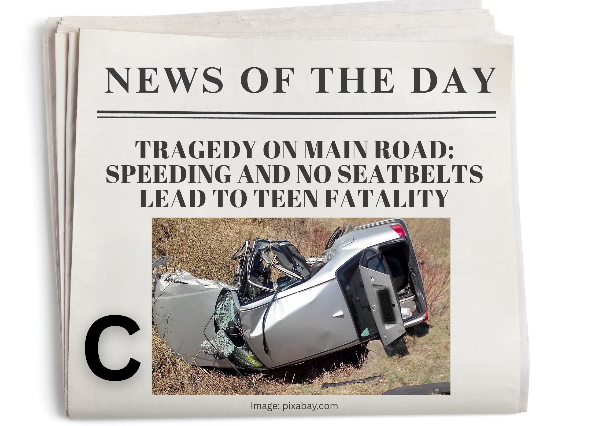 NEWS OF THE DAY
TRAGEDY ON MAIN ROAD:
SPEEDING AND NO SEATBELTS
LEAD TO TEEN FATALITY
C
Image: pixabay.com